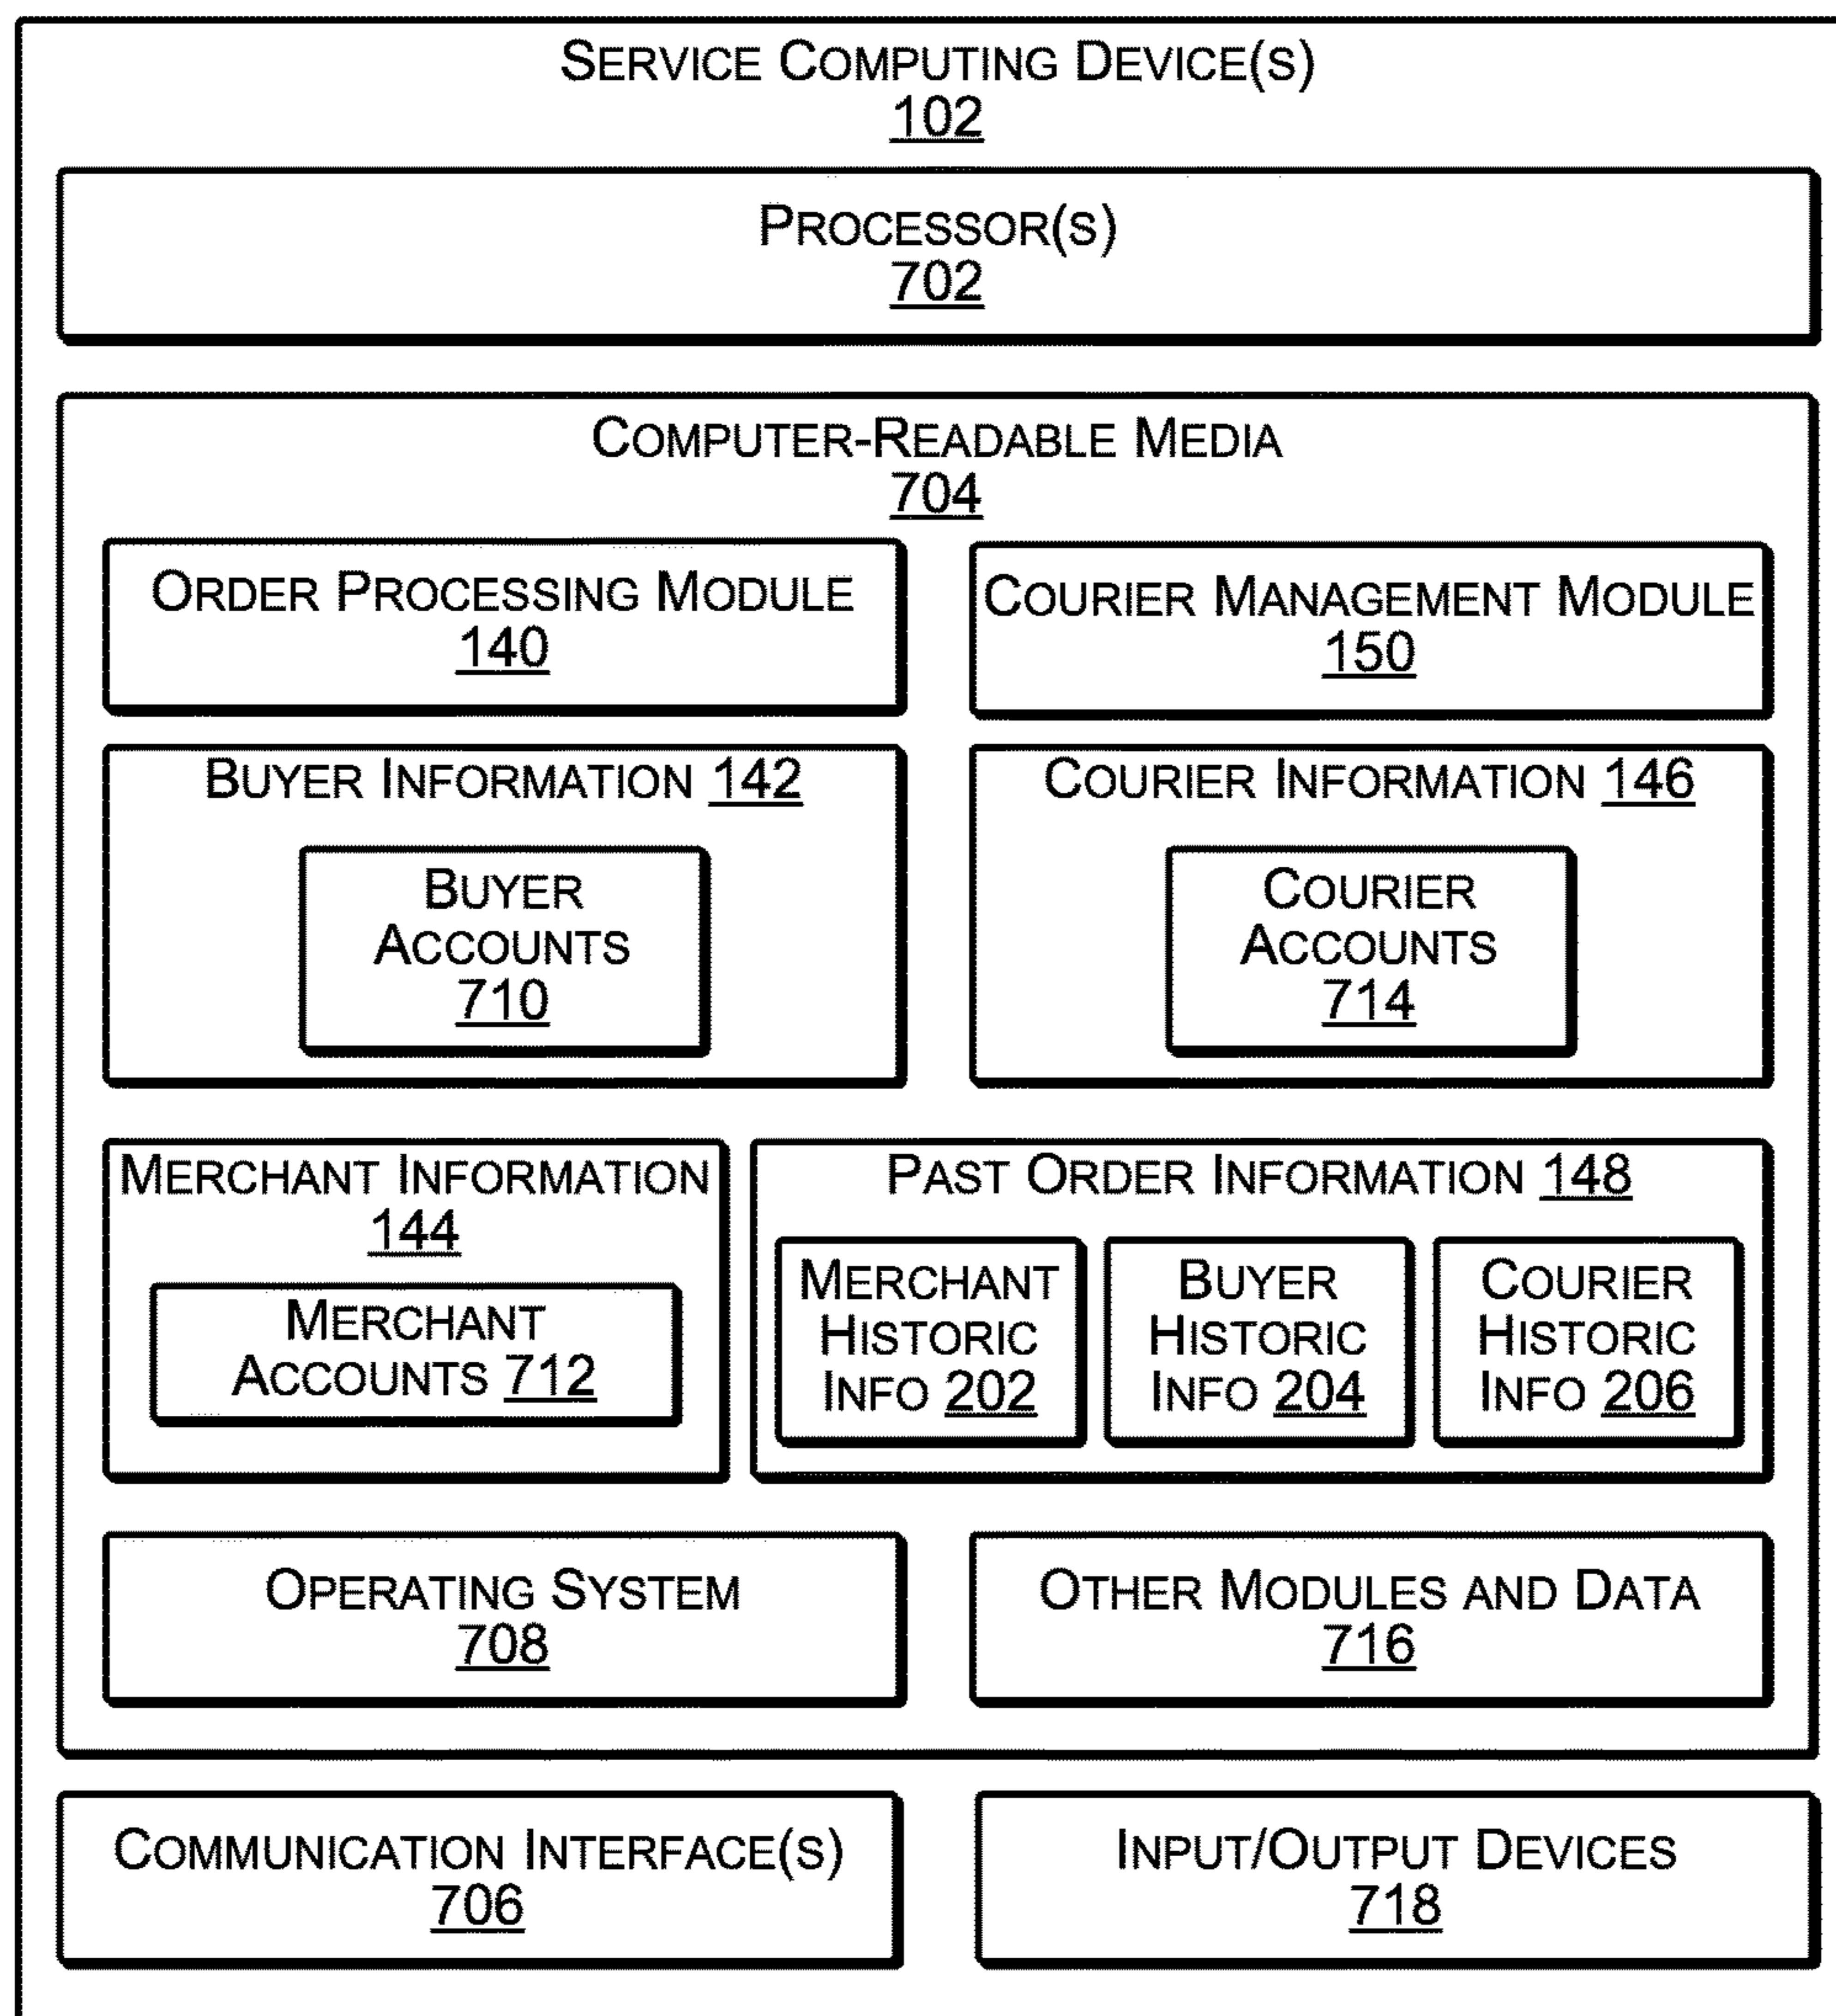 SERVICE COMPUTING DEVICE(S)
102
PROCESSOR(S)
702
COMPUTER-READABLE MEDIA
704
ORDER PROCESSING MODULE
140
COURIER MANAGEMENT MODULE
150
BUYER INFORMATION 142
BUYER
ACCOUNTS
710
COURIER INFORMATION 146
COURIER
ACCOUNTS
714
MERCHANT INFORMATION
144
MERCHANT
ACCOUNTS 712
PAST ORDER INFORMATION 148
MERCHANT
HISTORIC
INFO 202
BUYER
HISTORIC
INFO 204
COURIER
HISTORIC
INFO 206
OPERATING SYSTEM
708
OTHER MODULES AND DATA
716
COMMUNICATION INTERFACE(S)
706
INPUT/OUTPUT DEVICES
718